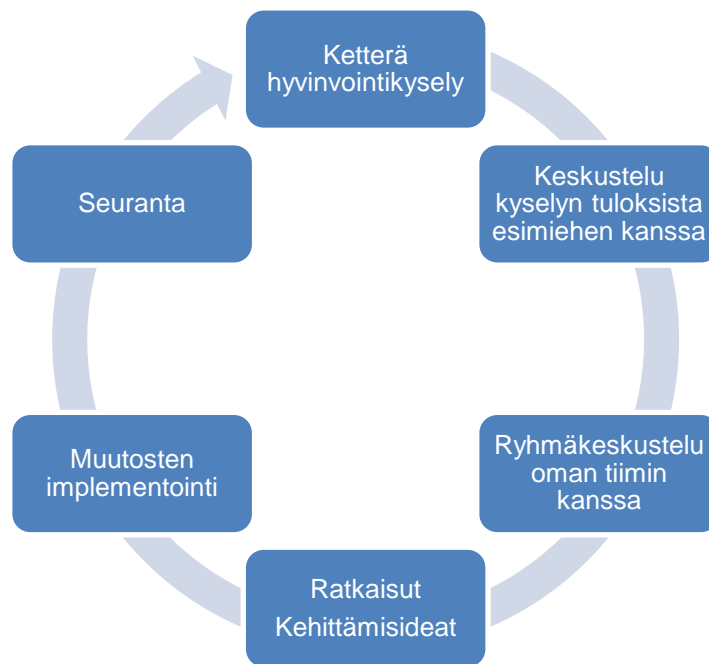 Ketterä
hyvinvointikysely
Keskustelu
kyselyn tuloksista
esimiehen kanssa
Ryhmäkeskustelu
oman tiimin
kanssa
Ratkaisut
Kehittämisideat
Muutosten
implementointi
Seuranta